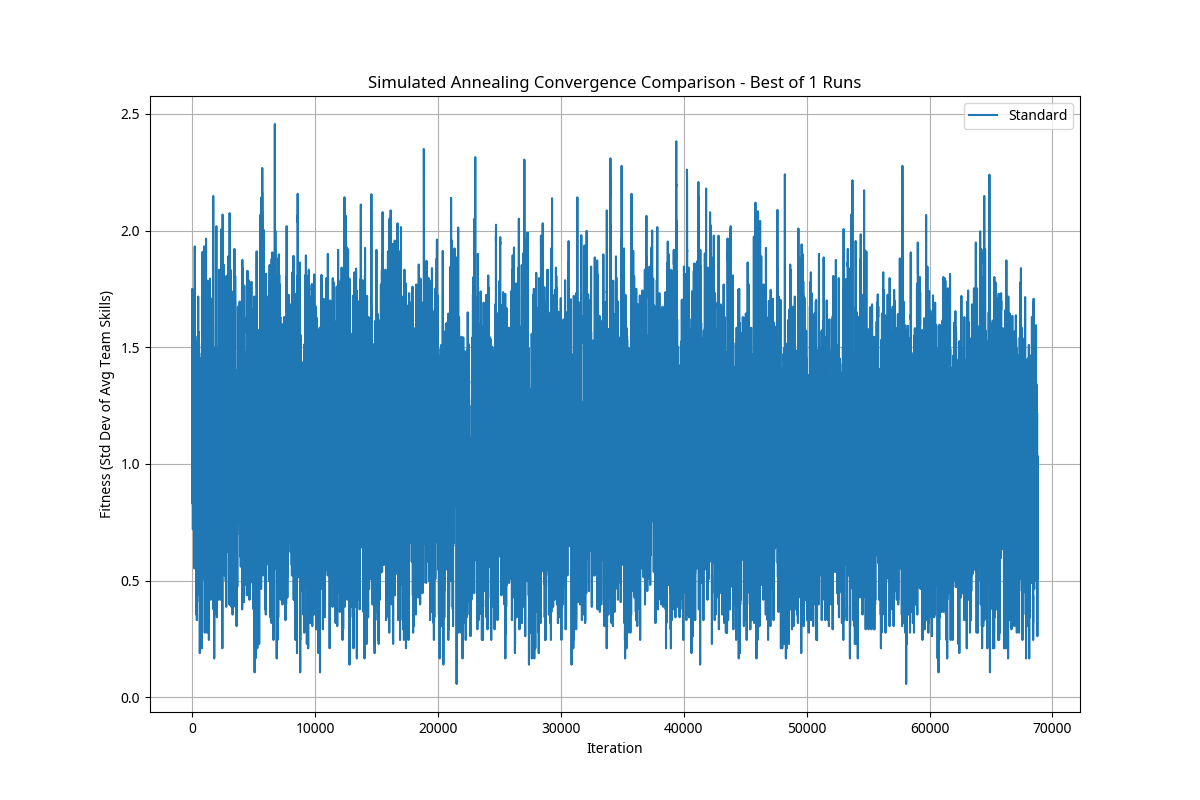 Simulated Annealing Convergence Comparison - Best of 1 Runs
Standard
Fitness (Std Dev of Avg Team Skills)
2.5
2.0
1.5
1.0
0.5
0.0
0 10000 20000 30000 40000 50000 60000 70000
Iteration